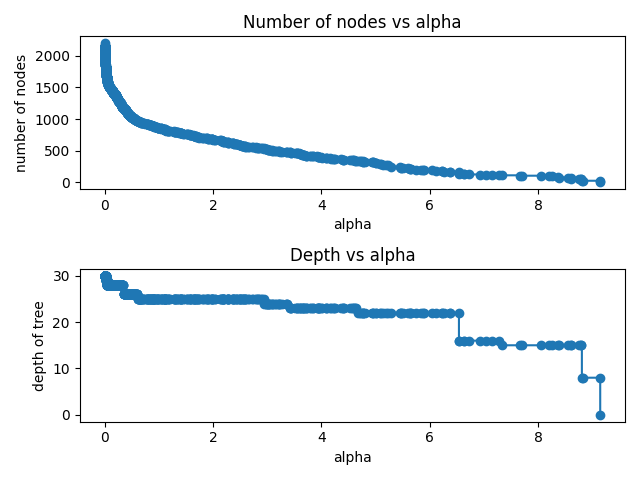 Number of nodes vs alpha
number of nodes
2000
1500
1000
500
0
0 2 4 6 8
alpha
Depth vs alpha
depth of tree
30
20
10
0
0 2 4 6 8
alpha